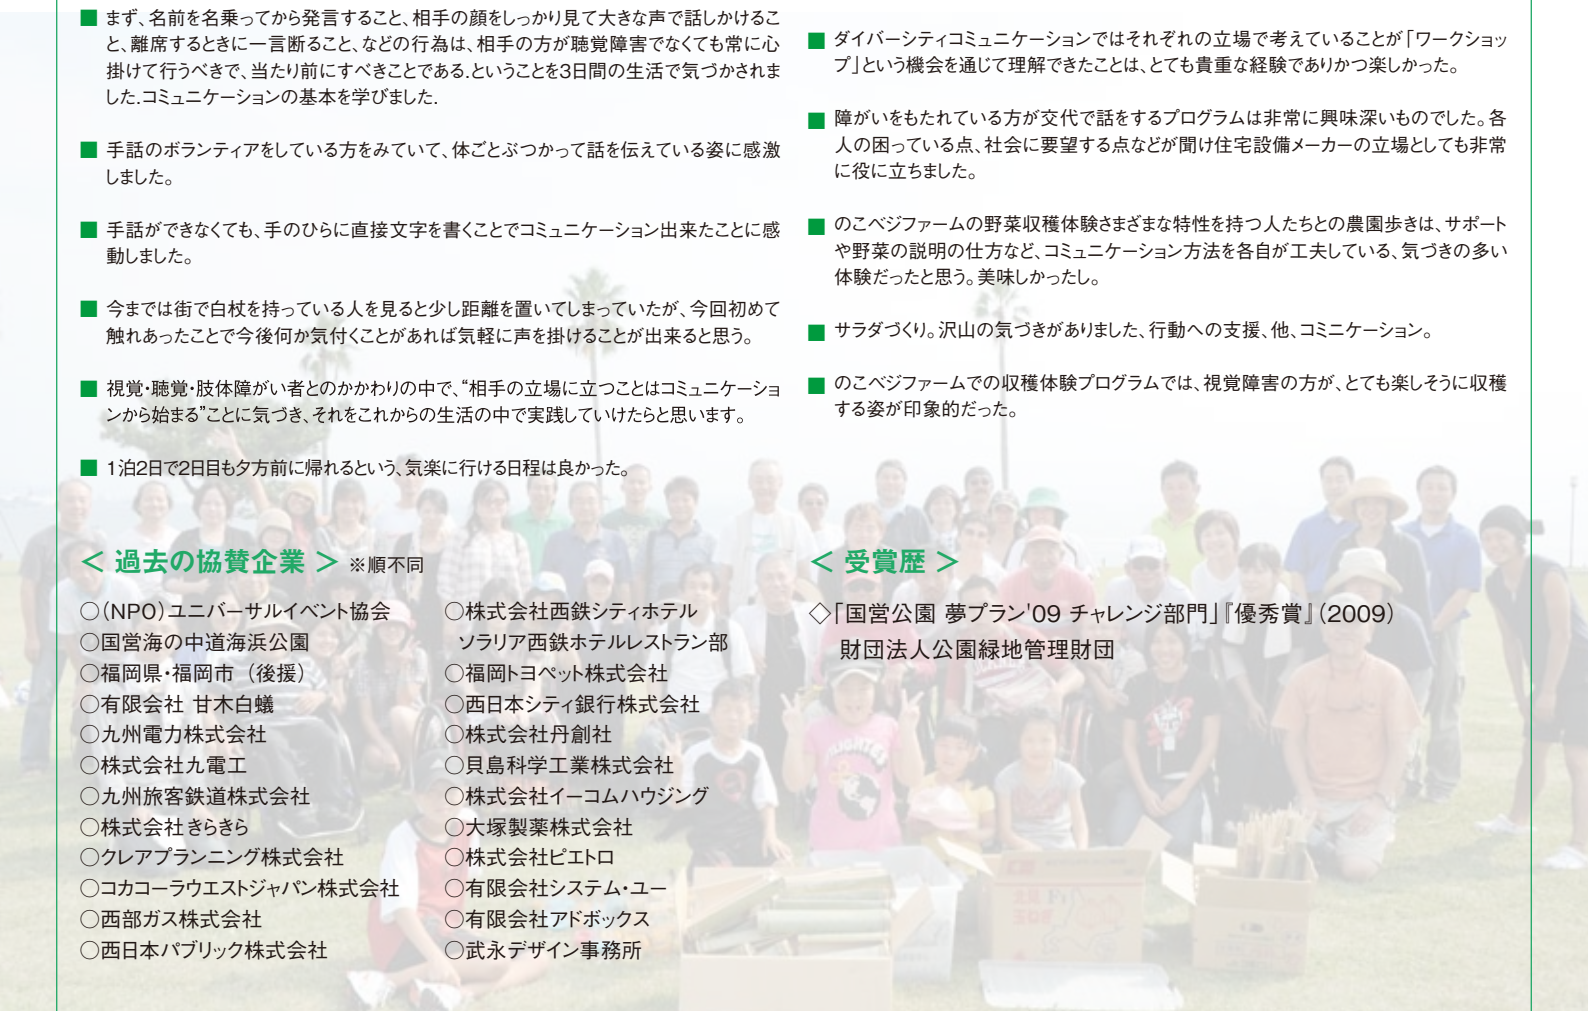 ■ まず、名前を名乗ってから発言すること、相手の顔をしっかり見て大きな声で話しかけるこ
と、離席するときに一言断ること、などの行為は、相手の方が聴覚障害でなくても常に心
掛けて行うべきで、当たり前にすべきことである.ということを3日間の生活で気づかされま
した.コミュニケーションの基本を学びました.
■ 手話のボランティアをしている方をみていて、体ごとぶつかって話を伝えている姿に感激
しました。
■ 手話ができなくても、手のひらに直接文字を書くことでコミュニケーション出来たことに感
動しました。
■ 今までは街で白杖を持っている人を見ると少し距離を置いてしまっていたが、今回初めて
触れあったことで今後何か気付くことがあれば気軽に声を掛けることが出来ると思う。
■ 視覚・聴覚・肢体障がい者とのかかわりの中で、“相手の立場に立つことはコミュニケーショ
ンから始まる”ことに気づき、それをこれからの生活の中で実践していけたらと思います。
■ 1泊2日で2日目も夕方前に帰れるという、気楽に行ける日程は良かった。
■ ダイバーシティコミュニケーションではそれぞれの立場で考えていることが「ワークショッ
プ」という機会を通じて理解できたことは、とても貴重な経験でありかつ楽しかった。
■ 障がいをもたれている方が交代で話をするプログラムは非常に興味深いものでした。各
人の困っている点、社会に要望する点などが聞け住宅設備メーカーの立場としても非常
に役に立ちました。
■ のこベジファームの野菜収穫体験さまざまな特性を持つ人たちとの農園歩きは、サポート
や野菜の説明の仕方など、コミュニケーション方法を各自が工夫している、気づきの多い
体験だったと思う。美味しかったし。
■ サラダづくり。沢山の気づきがありました、行動への支援、他、コミニケーション。
■ のこベジファームでの収穫体験プログラムでは、視覚障害の方が、とても楽しそうに収穫
する姿が印象的だった。
＜ 過去の協賛企業 ＞ ※順不同
○（NPO）ユニバーサルイベント協会
○国営海の中道海浜公園
○福岡県・福岡市 （後援）
○有限会社 甘木白蟻
○九州電力株式会社
○株式会社九電工
○九州旅客鉄道株式会社
○株式会社きらきら
○クレアプランニング株式会社
○コカコーラウエストジャパン株式会社
○西部ガス株式会社
○西日本パブリック株式会社
○株式会社西鉄シティホテル
ソラリア西鉄ホテルレストラン部
○福岡トヨペット株式会社
○西日本シティ銀行株式会社
○株式会社丹創社
○貝島科学工業株式会社
○株式会社イーコムハウジング
○大塚製薬株式会社
○株式会社ピエトロ
○有限会社システム・ユー
○有限会社アドボックス
○武永デザイン事務所
＜ 受賞歴 ＞
◇「国営公園 夢プラン'09 チャレンジ部門」『優秀賞』（2009）
財団法人公園緑地管理財団